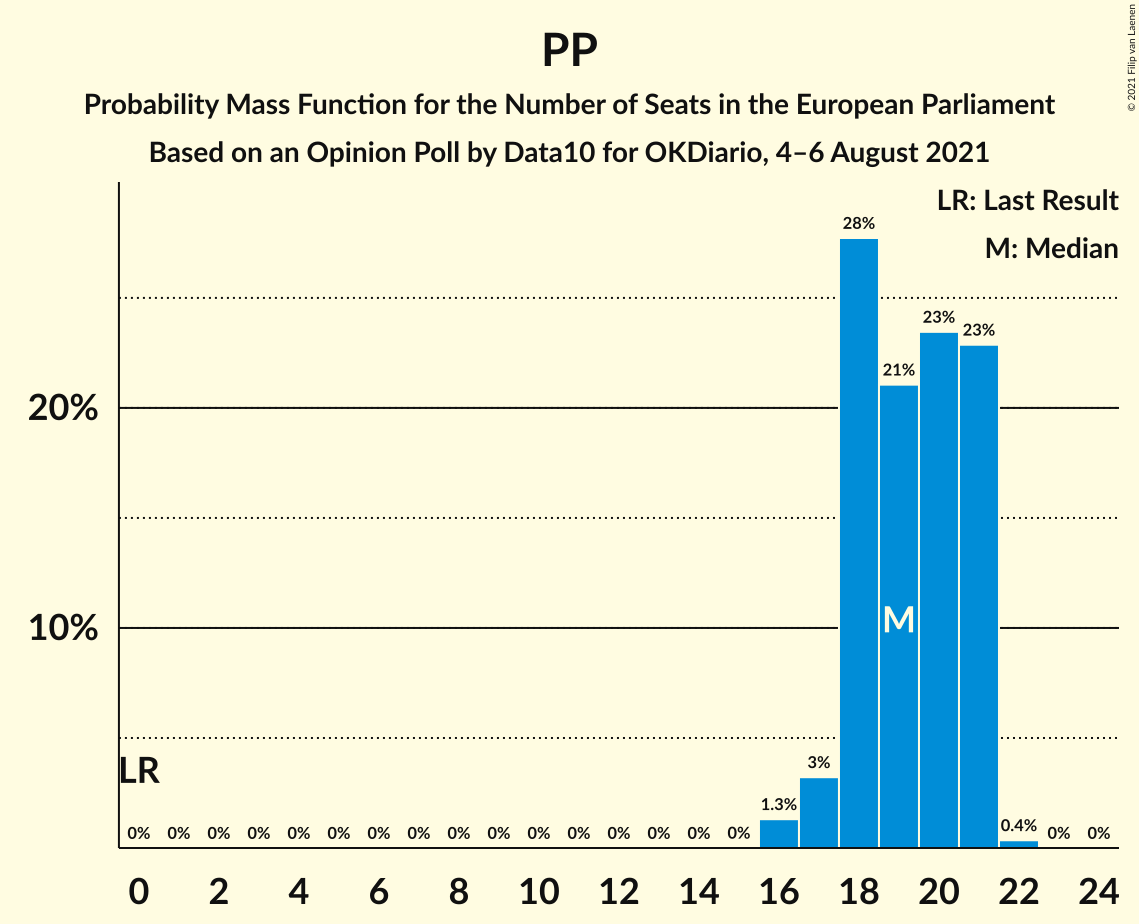 PP
Probability Mass Function for the Number of Seats in the European Parliament
Based on an Opinion Poll by Data10 for OKDiario, 4–6 August 2021
© 2021 Filip van Laenen
LR: Last Result
M: Median
28%
23%
23%
21%
20%
10%
M
LR
3%
1.3%
0.4%
0% 0% 0% 0% 0% 0% 0% 0% 0% 0% 0% 0% 0% 0% 0% 0% 0% 0%
0 2 4 6 8 10 12 14 16 18 20 22 24